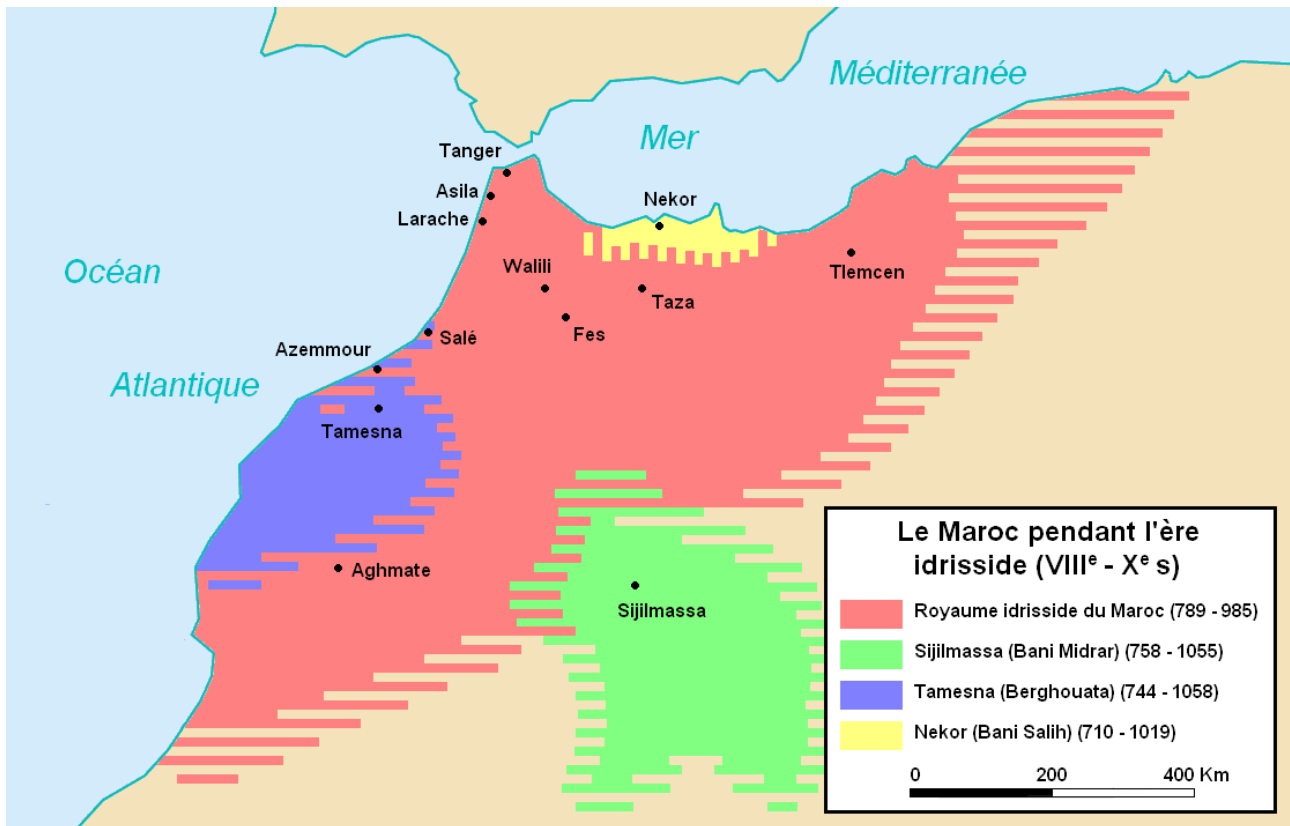 Méditerranée
Mer
Tanger
Asila
Larache
Nekor
Océan
Walili
Tlemcen
Taza
Fes
Salé
Azemmour
Atlantique
Tamesna
Aghmate
Sijilmassa
Le Maroc pendant l'ère
idrisside (VIIIe - Xe s)
Royaume idrisside du Maroc (789 - 985)
Sijilmassa (Bani Midrar) (758 - 1055)
Tamesna (Berghouata) (744 - 1058)
Nekor (Bani Salih) (710 - 1019)
0 200 400 Km